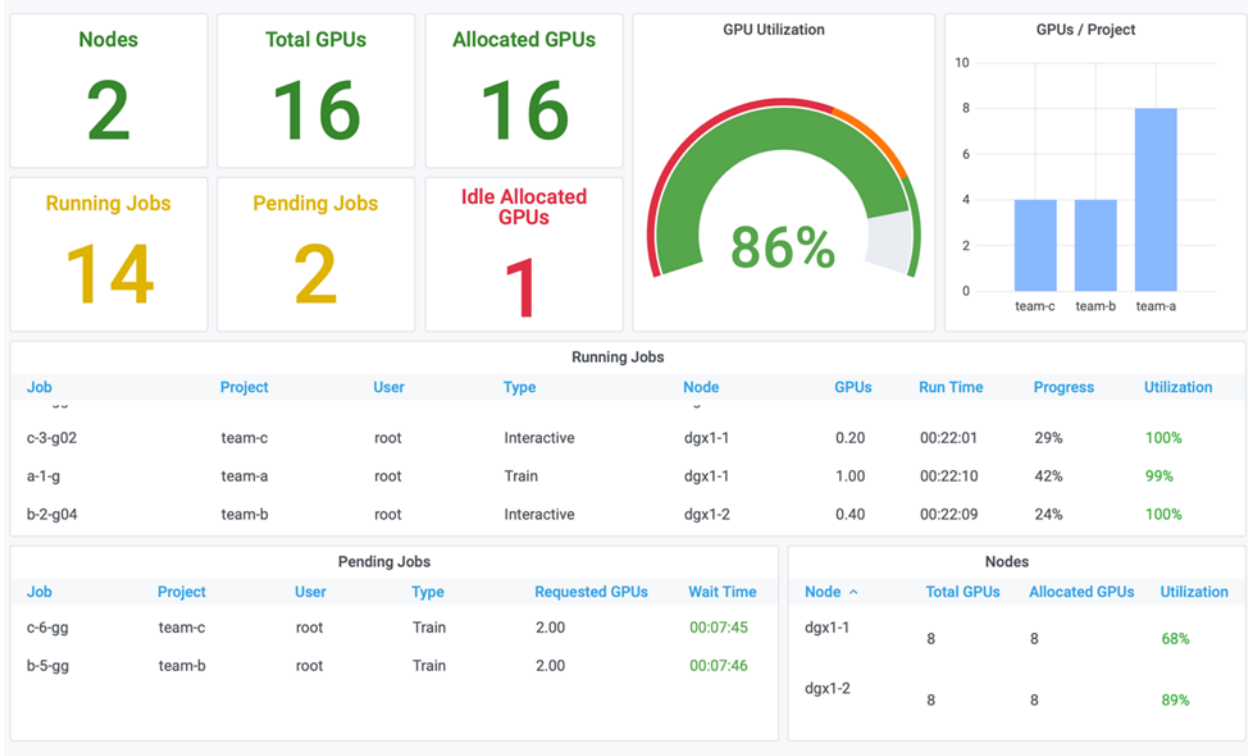 Nodes
2
Total GPUs
16
Allocated GPUs
16
GPU Utilization
86%
GPUs / Project
10
8
6
4
2
0
team-c team-b team-a
Running Jobs
14
Pending Jobs
2
Idle Allocated
GPUs
1
Running Jobs
Job Project User Type Node GPUs Run Time Progress Utilization
c-3-g02 team-c root Interactive dgx1-1 0.20 00:22:01 29% 100%
a-1-g team-a root Train dgx1-1 1.00 00:22:10 42% 99%
b-2-g04 team-b root Interactive dgx1-2 0.40 00:22:09 24% 100%
Pending Jobs
Job Project User Type Requested GPUs Wait Time
c-6-gg team-c root Train 2.00 00:07:45
b-5-gg team-b root Train 2.00 00:07:46
Nodes
Node Total GPUs Allocated GPUs Utilization
dgx1-1 8 8 68%
dgx1-2 8 8 89%